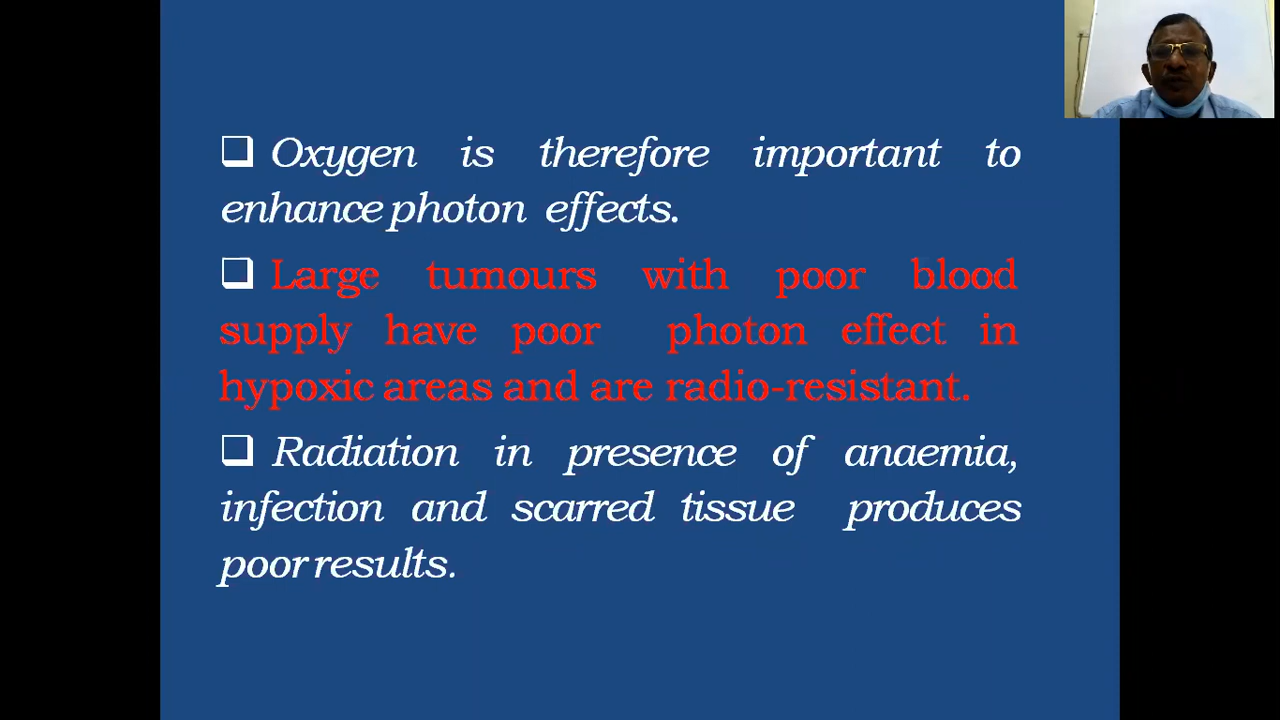 ❑ Oxygen is therefore important to
enhance photon effects.
❑ Large tumours with poor blood
supply have poor photon effect in
hypoxic areas and are radio-resistant.
❑ Radiation in presence of anaemia,
infection and scarred tissue produces
poor results.